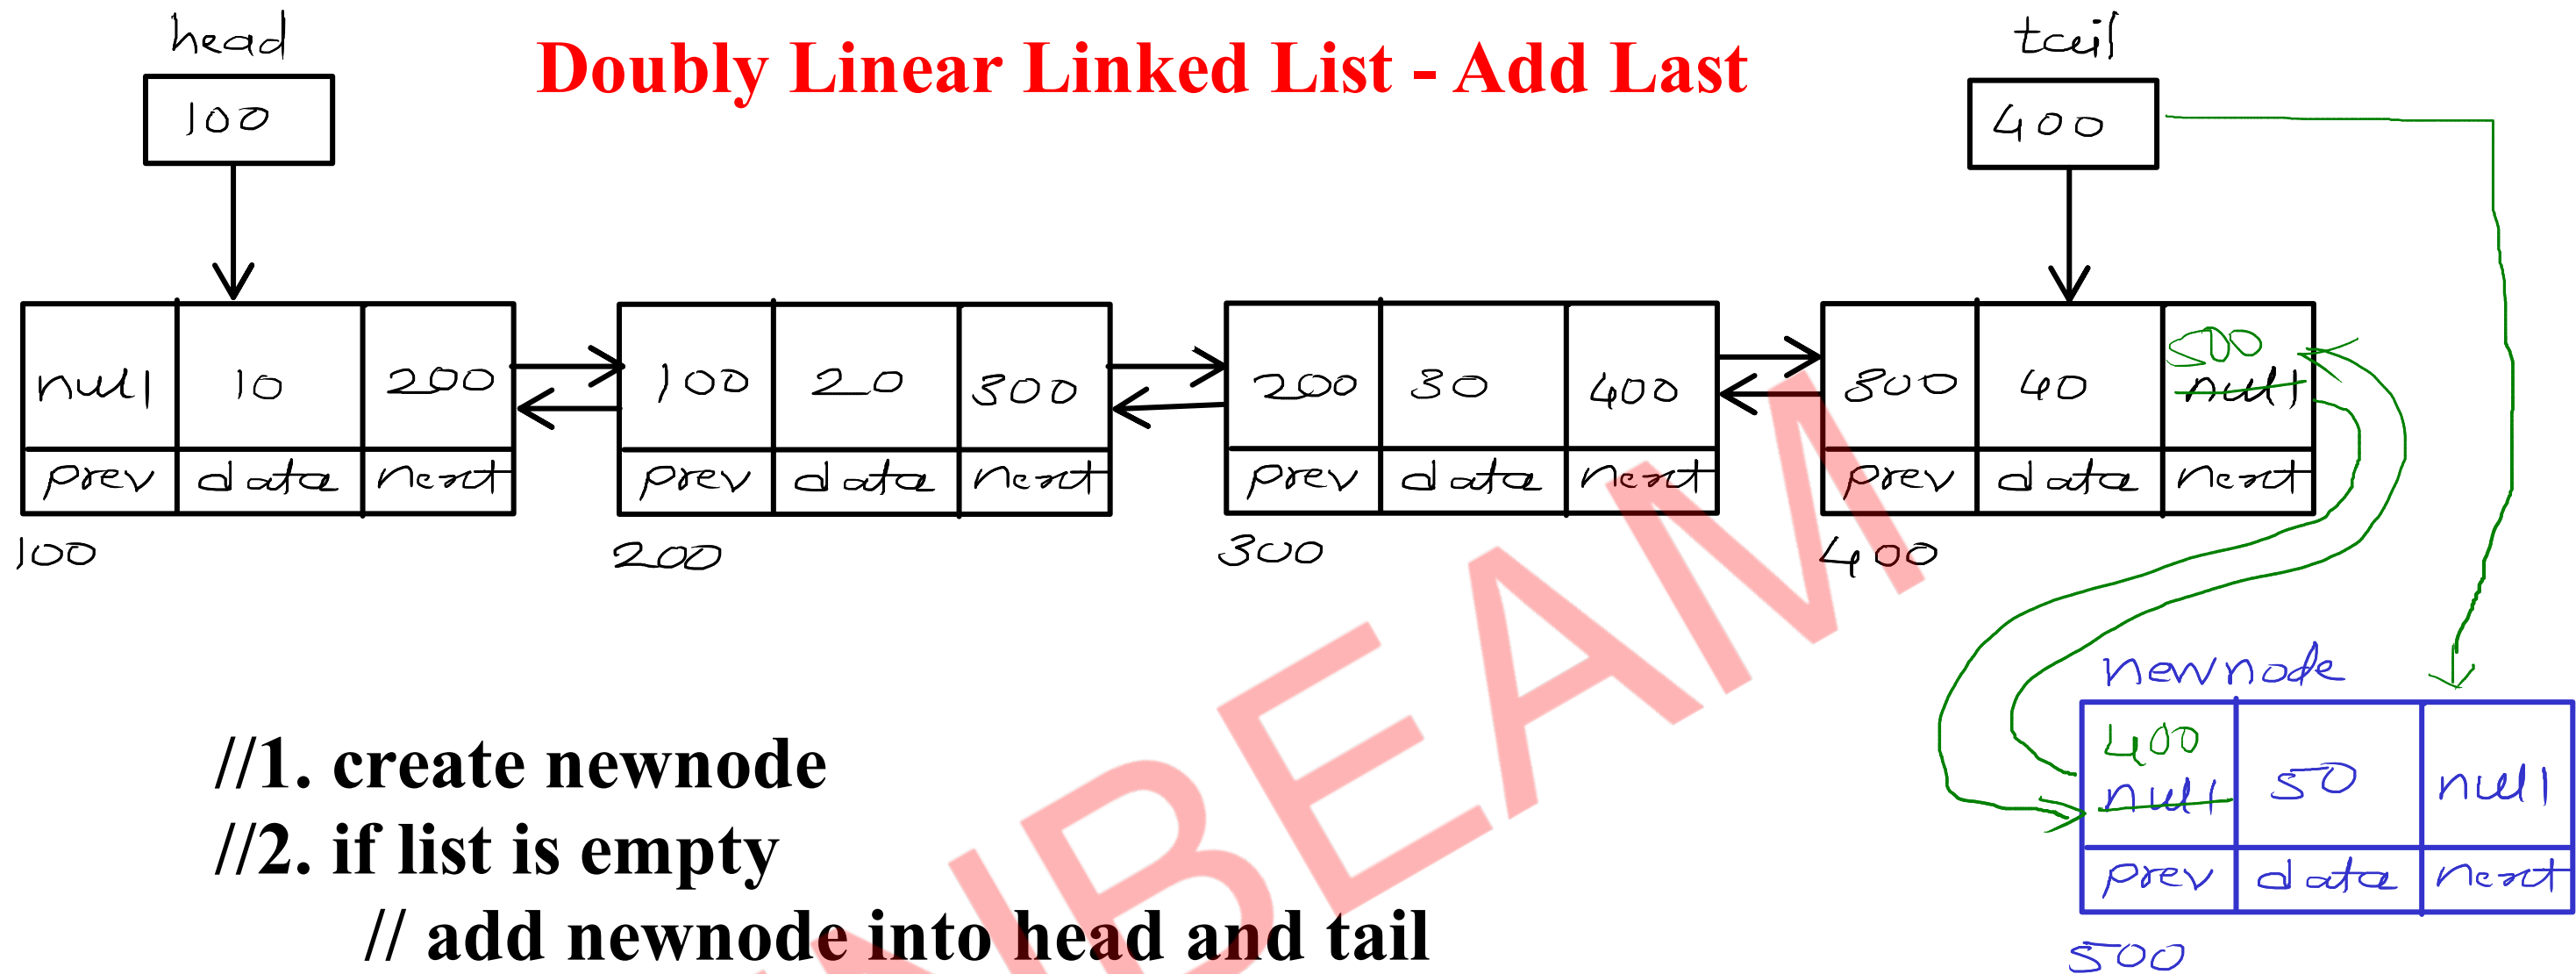 head
Doubly Linear Linked List - Add Last
tail
100
400
null 10 200
100 20 300
200 30 400
300 40 500 null
prev data next
prev data next
prev data next
prev data next
100
200
300
400
newnode
400
null 50 null
prev data next
500
//1. create newnode
//2. if list is empty
// add newnode into head and tail
NBEAM